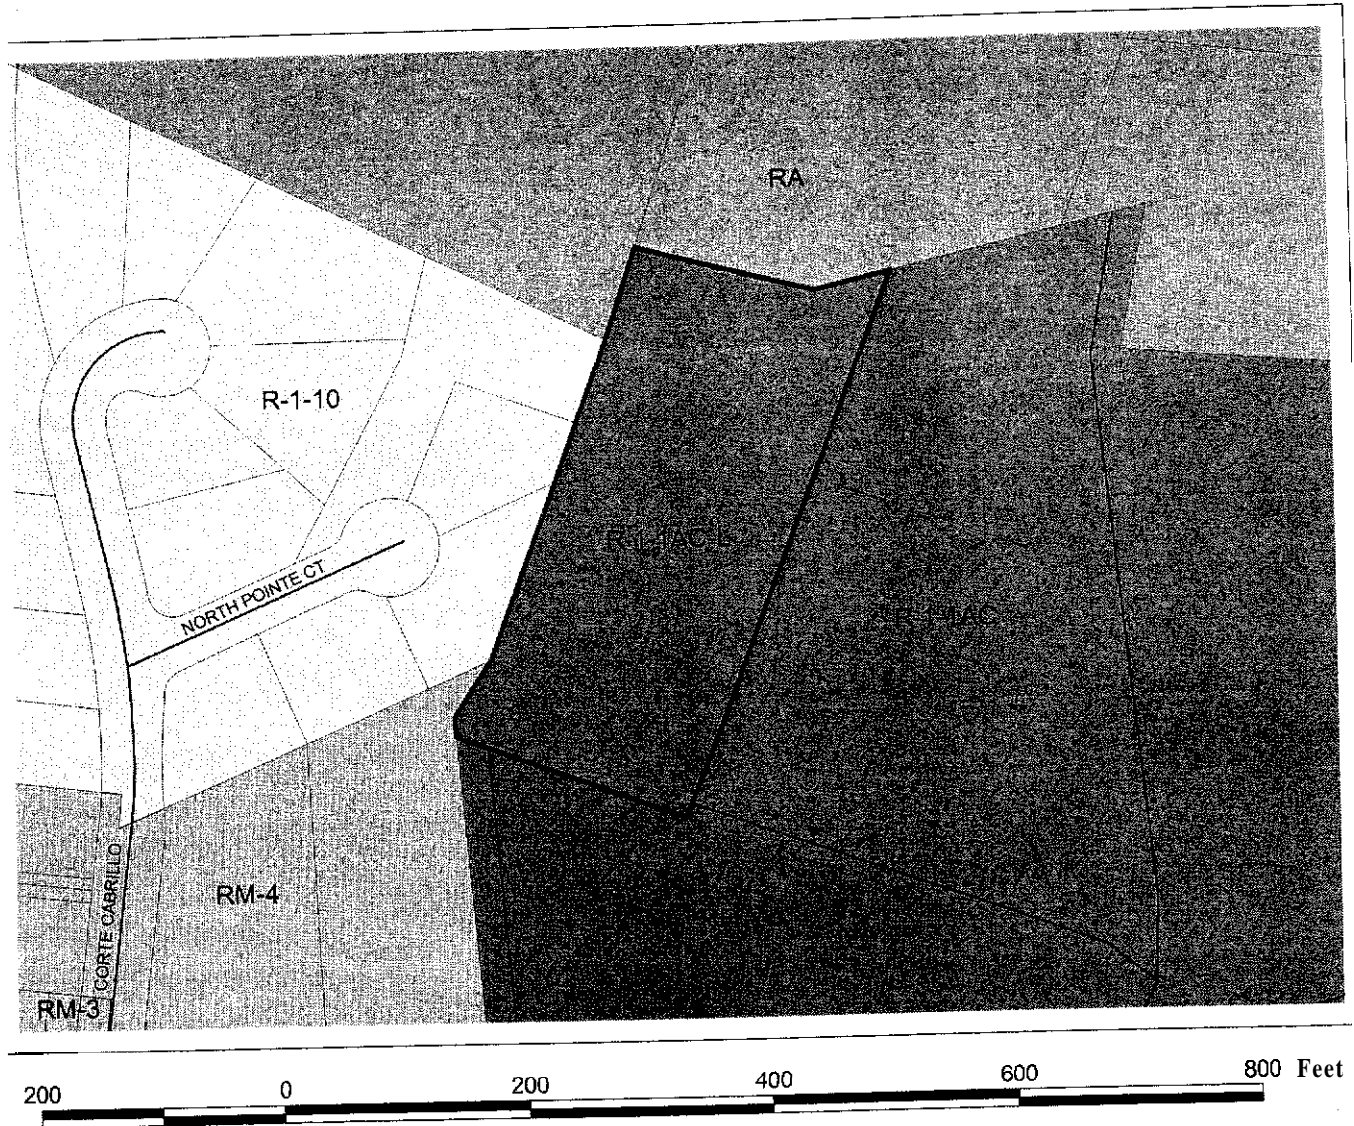 RA
R-1-10
NORTH POINTE CT
RM-4
CORTE CABRILLO
RM-3
200 0 200 400 600 800 Feet